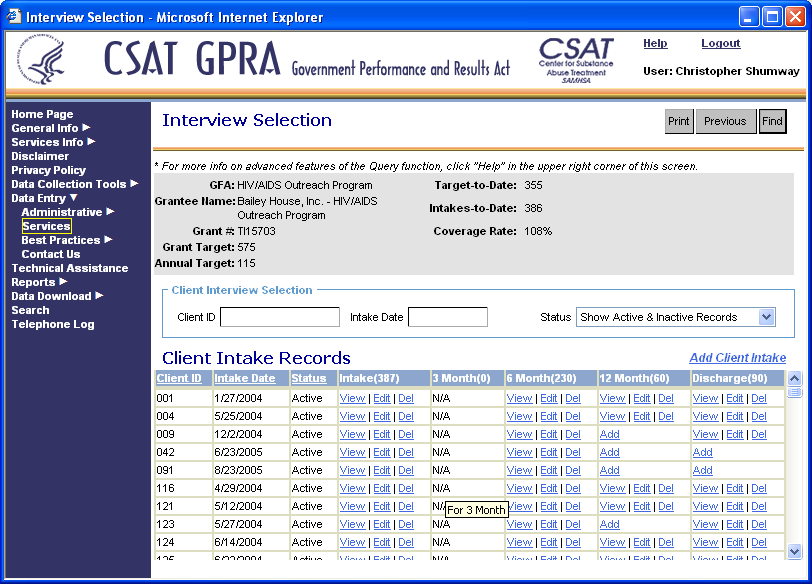 Interview Selection - Microsoft Internet Explorer
CSAT GPRA Government Performance and Results Act
CSAT
Center for Substance
Abuse Treatment
SAMHSA
Help Logout
User: Christopher Shumway
Home Page
General Info
Services Info
Disclaimer
Privacy Policy
Data Collection Tools
Data Entry
Administrative
Services
Best Practices
Contact Us
Technical Assistance
Reports
Data Download
Search
Telephone Log
Interview Selection
Print Previous Find
* For more info on advanced features of the Query function, click "Help" in the upper right corner of this screen.
GFA: HIV/AIDS Outreach Program Target-to-Date: 355
Grantee Name: Bailey House, Inc. - HIV/AIDS
Outreach Program
Intakes-to-Date: 386
Grant #: TI15703 Coverage Rate: 108%
Grant Target: 575
Annual Target: 115
Client Interview Selection
Client ID Intake Date Status Show Active & Inactive Records
Client Intake Records Add Client Intake
Client ID Intake Date Status Intake(387) 3 Month(0) 6 Month(230) 12 Month(60) Discharge(90)
001 1/27/2004 Active View | Edit | Del N/A View | Edit | Del View | Edit | Del View | Edit | Del
004 5/25/2004 Active View | Edit | Del N/A View | Edit | Del View | Edit | Del View | Edit | Del
009 12/2/2004 Active View | Edit | Del N/A View | Edit | Del Add View | Edit | Del
042 6/23/2005 Active View | Edit | Del N/A View | Edit | Del Add Add
091 8/23/2005 Active View | Edit | Del N/A View | Edit | Del Add Add
116 4/29/2004 Active View | Edit | Del N/A View | Edit | Del View | Edit | Del View | Edit | Del
121 5/12/2004 Active View | Edit | Del N/A View | Edit | Del View | Edit | Del View | Edit | Del
For 3 Month
123 5/27/2004 Active View | Edit | Del N/A View | Edit | Del Add View | Edit | Del
124 6/14/2004 Active View | Edit | Del N/A View | Edit | Del View | Edit | Del View | Edit | Del